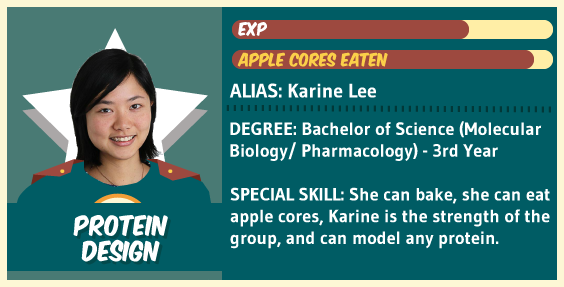 EXP
APPLE CORES EATEN
ALIAS: Karine Lee
DEGREE: Bachelor of Science (Molecular
Biology/ Pharmacology) - 3rd Year
SPECIAL SKILL: She can bake, she can eat
apple cores, Karine is the strength of the
group, and can model any protein.
PROTEIN
DESIGN